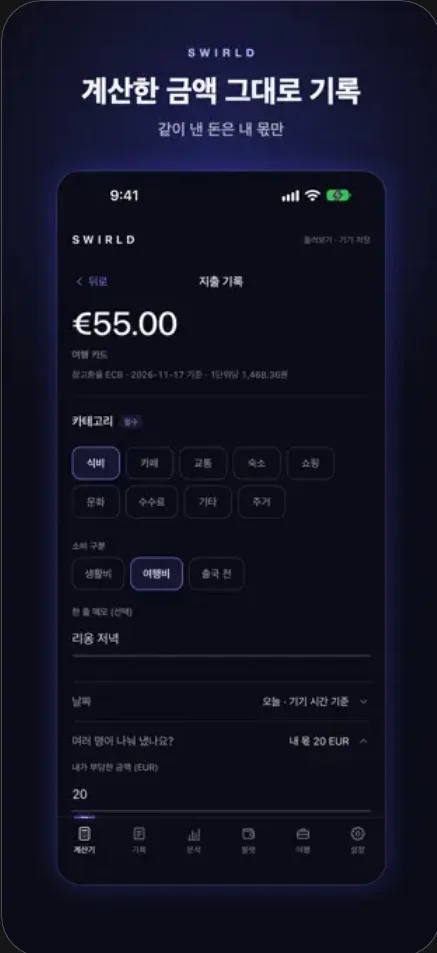 SWIRLD
계산한 금액 그대로 기록
같이 낸 돈은 내 몫만
9:41
SWIRLD
둘러보기 · 기기 저장
뒤로
지출 기록
€55.00
여행 카드
참고환율 ECB · 2026-11-17 기준 · 1단위당 1,468.36원
카테고리 필수
식비 카페 교통 숙소 쇼핑
문화 수수료 기타 주거
소비 구분
생활비 여행비 출국 전
한 줄 메모 (선택)
리옹 저녁
날짜 오늘 · 기기 시간 기준
여러 명이 나눠 냈나요? 내 몫 20 EUR
내가 부담한 금액 (EUR)
20
계산기 기록 분석 월렛 여행 설정